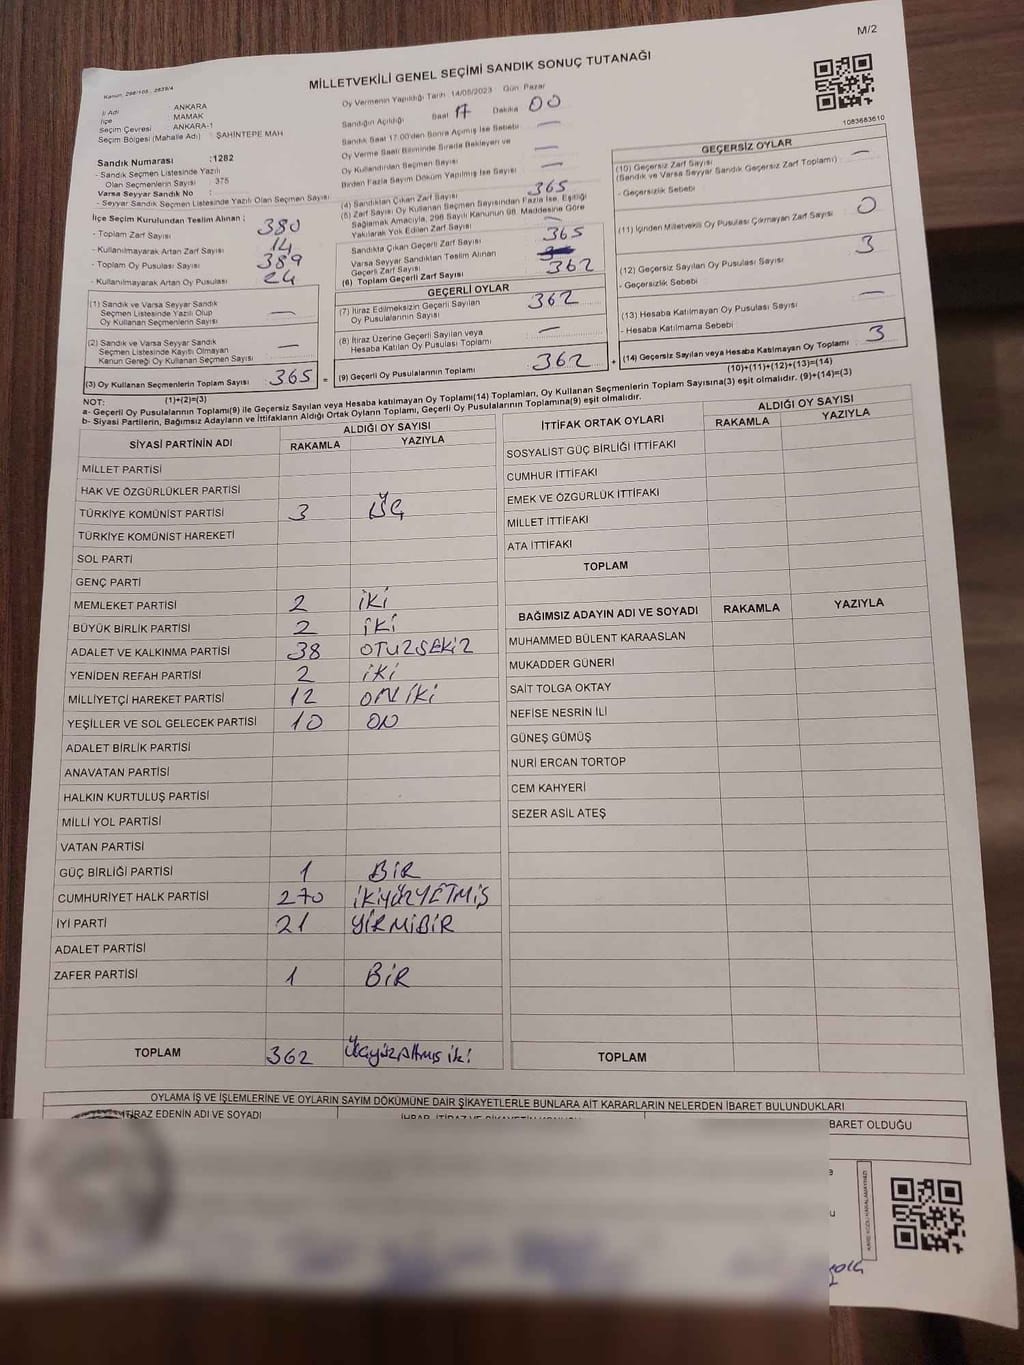 M/2
MİLLETVEKİLİ GENEL SEÇİMİ SANDIK SONUÇ TUTANAĞI
1083683610
İl Adı ANKARA
İlçe MAMAK
Seçim Çevresi ANKARA-1
Seçim Bölgesi (Mahalle Adı) : ŞAHİNTEPE MAH
Sandık Numarası :1282
- Sandık Seçmen Listesinde Yazılı
Olan Seçmenlerin Sayısı : 375
Varsa Seyyar Sandık No :
- Seyyar Sandık Seçmen Listesinde Yazılı Olan Seçmen Sayısı
İlçe Seçim Kurulundan Teslim Alınan ;
- Toplam Zarf Sayısı 380
- Kullanılmayarak Artan Zarf Sayısı 14
- Toplam Oy Pusulası Sayısı 389
- Kullanılmayarak Artan Oy Pusulası 24
(1) Sandık ve Varsa Seyyar Sandık
Seçmen Listesinde Yazılı Olup
Oy Kullanan Seçmenlerin Sayısı —
(2) Sandık ve Varsa Seyyar Sandık
Seçmen Listesinde Kayıtlı Olmayan
Kanun Gereği Oy Kullanan Seçmen Sayısı —
(3) Oy Kullanan Seçmenlerin Toplam Sayısı 365
(1)+(2)=(3)
Oy Vermenin Yapıldığı Tarih 14/05/2023 Gün Pazar
Sandığın Açıldığı Saat 17 Dakika 00
Sandık Saat 17:00'den Sonra Açılmış İse Sebebi —
Oy Verme Saati Bitiminde Sırada Bekleyen ve
Oy Kullandırılan Seçmen Sayısı —
Birden Fazla Sayım Döküm Yapılmış İse Sayısı —
(4) Sandıktan Çıkan Zarf Sayısı 365
(5) Zarf Sayısı Oy Kullanan Seçmen Sayısından Fazla İse, Eşitliği
Sağlamak Amacıyla, 298 Sayılı Kanunun 98. Maddesine Göre
Yakılarak Yok Edilen Zarf Sayısı —
Sandıkta Çıkan Geçerli Zarf Sayısı 365
Varsa Seyyar Sandıktan Teslim Alınan
Geçerli Zarf Sayısı
(6) Toplam Geçerli Zarf Sayısı 362
GEÇERLİ OYLAR
(7) İtiraz Edilmeksizin Geçerli Sayılan
Oy Pusulalarının Sayısı 362
(8) İtiraz Üzerine Geçerli Sayılan veya
Hesaba Katılan Oy Pusulası Toplamı —
(9) Geçerli Oy Pusulalarının Toplamı 362
GEÇERSİZ OYLAR
(10) Geçersiz Zarf Sayısı —
(Sandık ve Varsa Seyyar Sandık Geçersiz Zarf Toplamı)
- Geçersizlik Sebebi
(11) İçinden Milletvekili Oy Pusulası Çıkmayan Zarf Sayısı 0
(12) Geçersiz Sayılan Oy Pusulası Sayısı 3
- Geçersizlik Sebebi
(13) Hesaba Katılmayan Oy Pusulası Sayısı —
- Hesaba Katılmama Sebebi
(14) Geçersiz Sayılan veya Hesaba Katılmayan Oy Toplamı 3
(10)+(11)+(12)+(13)=(14)
NOT:
a- Geçerli Oy Pusulalarının Toplamı(9) ile Geçersiz Sayılan veya Hesaba katılmayan Oy Toplamı(14) Toplamları, Oy Kullanan Seçmenlerin Toplam Sayısına(3) eşit olmalıdır. (9)+(14)=(3)
b- Siyasi Partilerin, Bağımsız Adayların ve İttifakların Aldığı Ortak Oyların Toplamı, Geçerli Oy Pusulalarının Toplamına(9) eşit olmalıdır.
SİYASİ PARTİNİN ADI ALDIĞI OY SAYISI
RAKAMLA YAZIYLA
MİLLET PARTİSİ
HAK VE ÖZGÜRLÜKLER PARTİSİ
TÜRKİYE KOMÜNİST PARTİSİ 3 ÜÇ
TÜRKİYE KOMÜNİST HAREKETİ
SOL PARTİ
GENÇ PARTİ
MEMLEKET PARTİSİ 2 İKİ
BÜYÜK BİRLİK PARTİSİ 2 İKİ
ADALET VE KALKINMA PARTİSİ 38 OTUZSEKİZ
YENİDEN REFAH PARTİSİ 2 İKİ
MİLLİYETÇİ HAREKET PARTİSİ 12 ONİKİ
YEŞİLLER VE SOL GELECEK PARTİSİ 10 ON
ADALET BİRLİK PARTİSİ
ANAVATAN PARTİSİ
HALKIN KURTULUŞ PARTİSİ
MİLLİ YOL PARTİSİ
VATAN PARTİSİ
GÜÇ BİRLİĞİ PARTİSİ 1 BİR
CUMHURİYET HALK PARTİSİ 270 İKİYÜZYETMİŞ
İYİ PARTİ 21 YİRMİBİR
ADALET PARTİSİ
ZAFER PARTİSİ 1 BİR
TOPLAM 362 Üçyüzaltmış iki
İTTİFAK ORTAK OYLARI ALDIĞI OY SAYISI
RAKAMLA YAZIYLA
SOSYALİST GÜÇ BİRLİĞİ İTTİFAKI
CUMHUR İTTİFAKI
EMEK VE ÖZGÜRLÜK İTTİFAKI
MİLLET İTTİFAKI
ATA İTTİFAKI
TOPLAM
BAĞIMSIZ ADAYIN ADI VE SOYADI RAKAMLA YAZIYLA
MUHAMMED BÜLENT KARAASLAN
MUKADDER GÜNERİ
SAİT TOLGA OKTAY
NEFİSE NESRİN İLİ
GÜNEŞ GÜMÜŞ
NURİ ERCAN TORTOP
CEM KAHYERİ
SEZER ASİL ATEŞ
TOPLAM
OYLAMA İŞ VE İŞLEMLERİNE VE OYLARIN SAYIM DÖKÜMÜNE DAİR ŞİKAYETLERLE BUNLARA AİT KARARLARIN NELERDEN İBARET BULUNDUKLARI
İTİRAZ EDENİN ADI VE SOYADI
BARET OLDUĞU